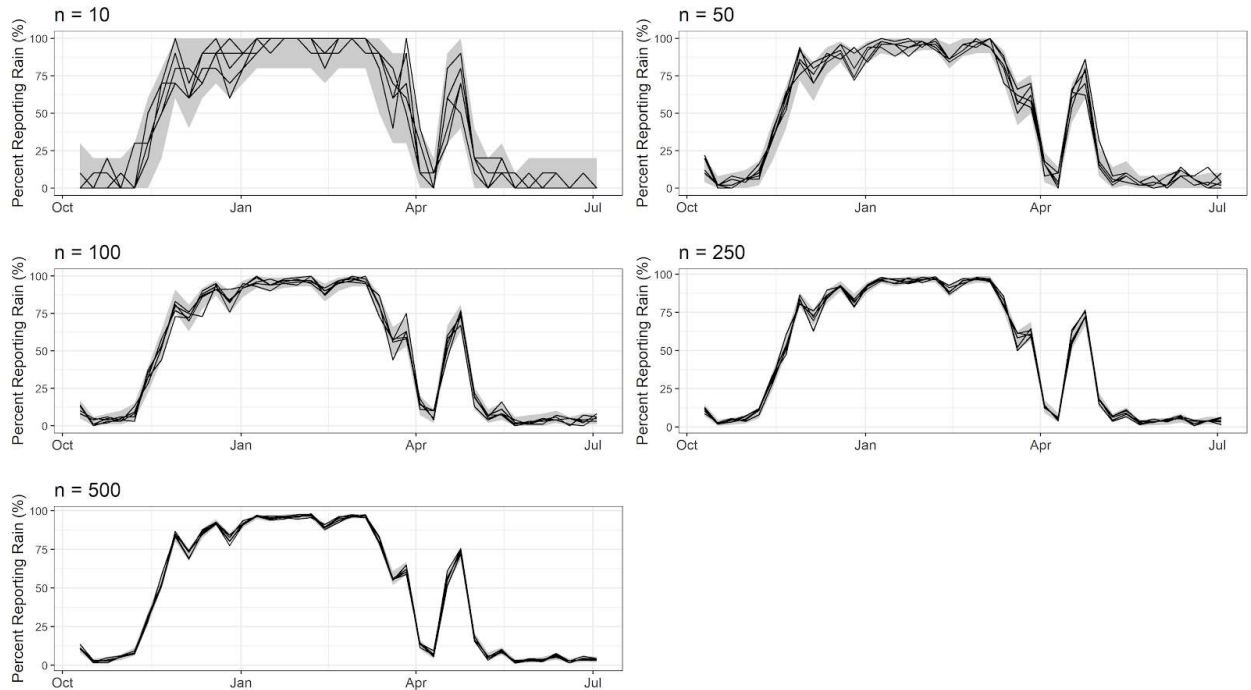 n = 10
Percent Reporting Rain (%)
100
75
50
25
0
Oct
Jan
Apr
Jul
n = 50
Percent Reporting Rain (%)
100
75
50
25
0
Oct
Jan
Apr
Jul
n = 100
Percent Reporting Rain (%)
100
75
50
25
0
Oct
Jan
Apr
Jul
n = 250
Percent Reporting Rain (%)
100
75
50
25
0
Oct
Jan
Apr
Jul
n = 500
Percent Reporting Rain (%)
100
75
50
25
0
Oct
Jan
Apr
Jul